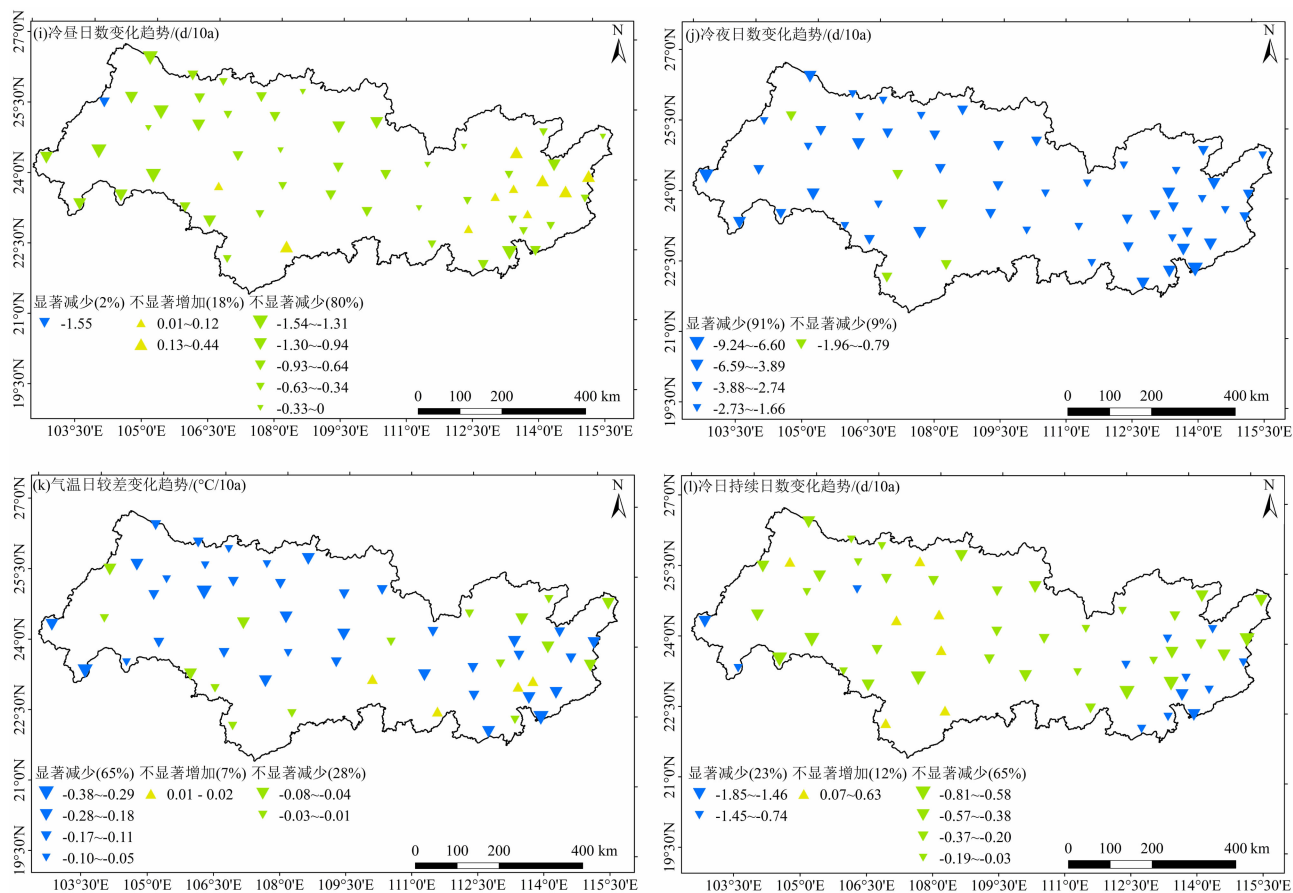 (i)冷昼日数变化趋势/(d/10a)
N
27°0'N
25°30'N
24°0'N
22°30'N
21°0'N
19°30'N
显著减少(2%) 不显著增加(18%) 不显著减少(80%)
-1.55 0.01~0.12 -1.54~-1.31
0.13~0.44 -1.30~-0.94
-0.93~-0.64
-0.63~-0.34
-0.33~0
0 100 200 400 km
103°30'E 105°0'E 106°30'E 108°0'E 109°30'E 111°0'E 112°30'E 114°0'E 115°30'E
(j)冷夜日数变化趋势/(d/10a)
N
27°0'N
25°30'N
24°0'N
22°30'N
21°0'N
19°30'N
显著减少(91%) 不显著减少(9%)
-9.24~-6.60 -1.96~-0.79
-6.59~-3.89
-3.88~-2.74
-2.73~-1.66
0 100 200 400 km
103°30'E 105°0'E 106°30'E 108°0'E 109°30'E 111°0'E 112°30'E 114°0'E 115°30'E
(k)气温日较差变化趋势/(°C/10a)
N
27°0'N
25°30'N
24°0'N
22°30'N
21°0'N
19°30'N
显著减少(65%) 不显著增加(7%) 不显著减少(28%)
-0.38~-0.29 0.01 - 0.02 -0.08~-0.04
-0.28~-0.18 -0.03~-0.01
-0.17~-0.11
-0.10~-0.05
0 100 200 400 km
103°30'E 105°0'E 106°30'E 108°0'E 109°30'E 111°0'E 112°30'E 114°0'E 115°30'E
(l)冷日持续日数变化趋势/(d/10a)
N
27°0'N
25°30'N
24°0'N
22°30'N
21°0'N
19°30'N
显著减少(23%) 不显著增加(12%) 不显著减少(65%)
-1.85~-1.46 0.07~0.63 -0.81~-0.58
-1.45~-0.74 -0.57~-0.38
-0.37~-0.20
-0.19~-0.03
0 100 200 400 km
103°30'E 105°0'E 106°30'E 108°0'E 109°30'E 111°0'E 112°30'E 114°0'E 115°30'E